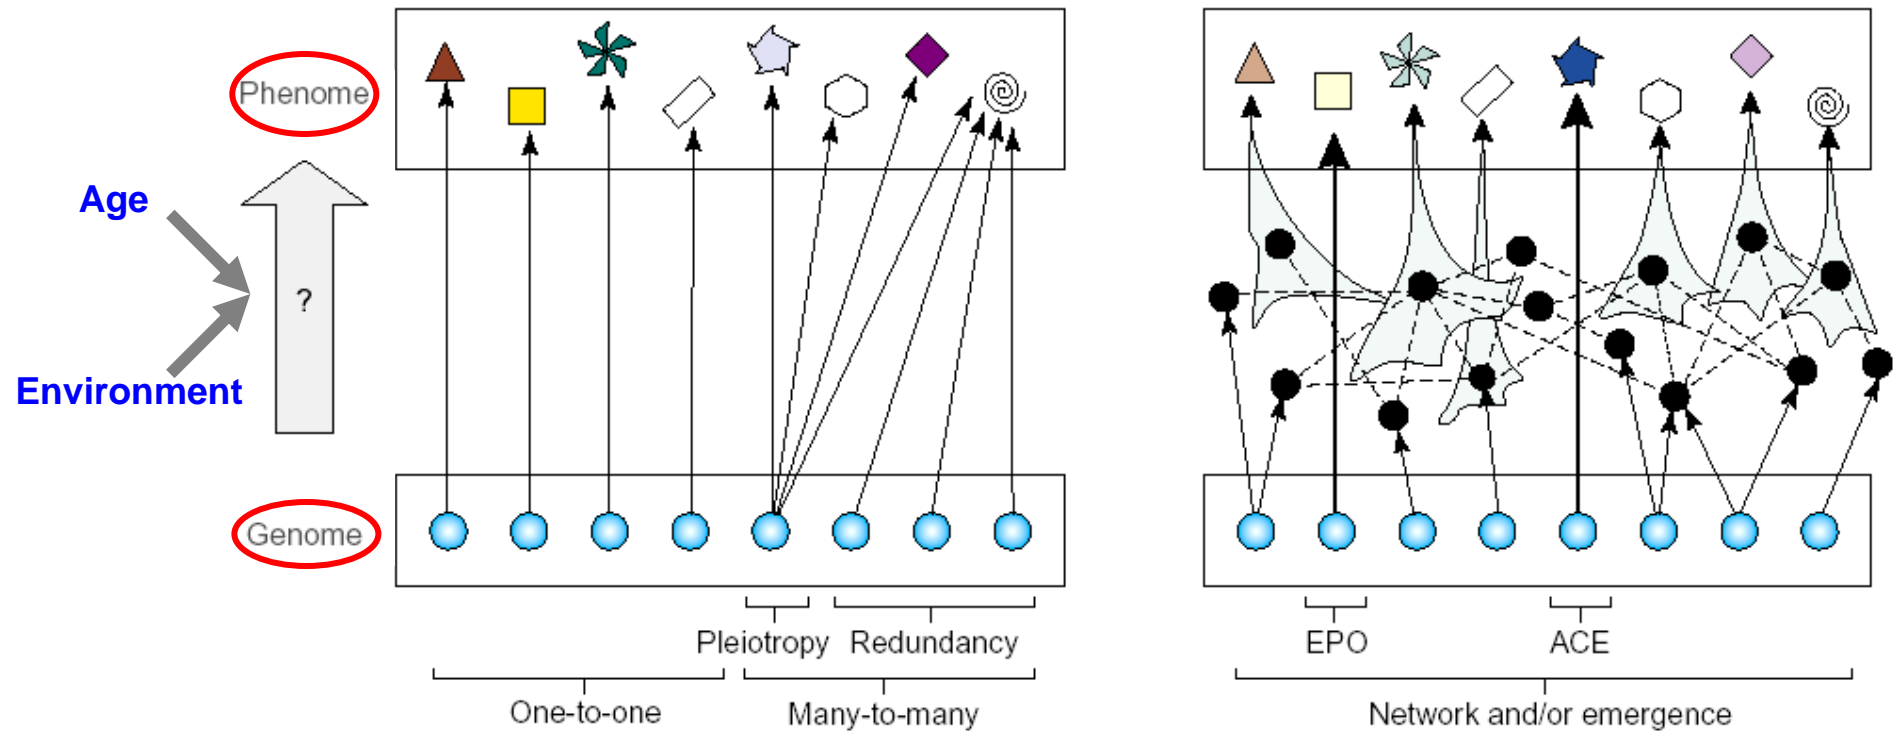 Phenome
Age
?
Environment
Genome
Pleiotropy
Redundancy
One-to-one
Many-to-many
EPO
ACE
Network and/or emergence